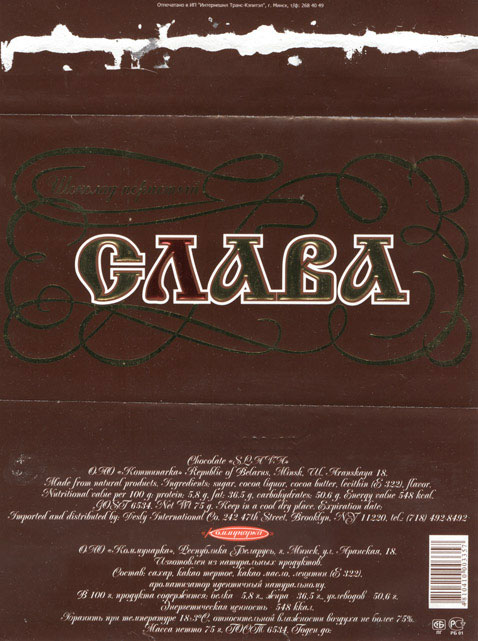 Отпечатано в ИП "Интермашин Транс-Кэпитэл", г. Минск, т/ф: 268 40 49
Шоколад
СЛАВА
Chocolate «SLAVA»
ОАО «Kommunarka» Republic of Belarus, Minsk, Ul. Aranskaya 18.
Made from natural products. Ingredients: sugar, cocoa liquor, cocoa butter, lecithin (E 322), flavor.
Nutritional value per 100 g: protein: 5,8 g, fat: 36,5 g, carbohydrates: 50,6 g. Energy value 548 kcal.
GOST 6534. Net Wt 75 g. Keep in a cool dry place. Expiration date:
Imported and distributed by: Desly International Co. 242 47th Street, Brooklyn, NY 11220, tel. (718) 492-8492
Коммунарка
ОАО «Коммунарка», Республика Беларусь, г. Минск, ул. Аранская, 18.
Изготовлен из натуральных продуктов.
Состав: сахар, какао тертое, какао масло, лецитин (Е 322),
ароматизатор идентичный натуральному.
В 100 г. продукта содержится: белка 5,8 г., жира 36,5 г., углеводов 50,6 г.
Энергетическая ценность 548 ккал.
Хранить при температуре 18±3°С, относительной влажности воздуха не более 75%.
Масса нетто 75 г. ГОСТ 6534. Годен до:
РБ 01